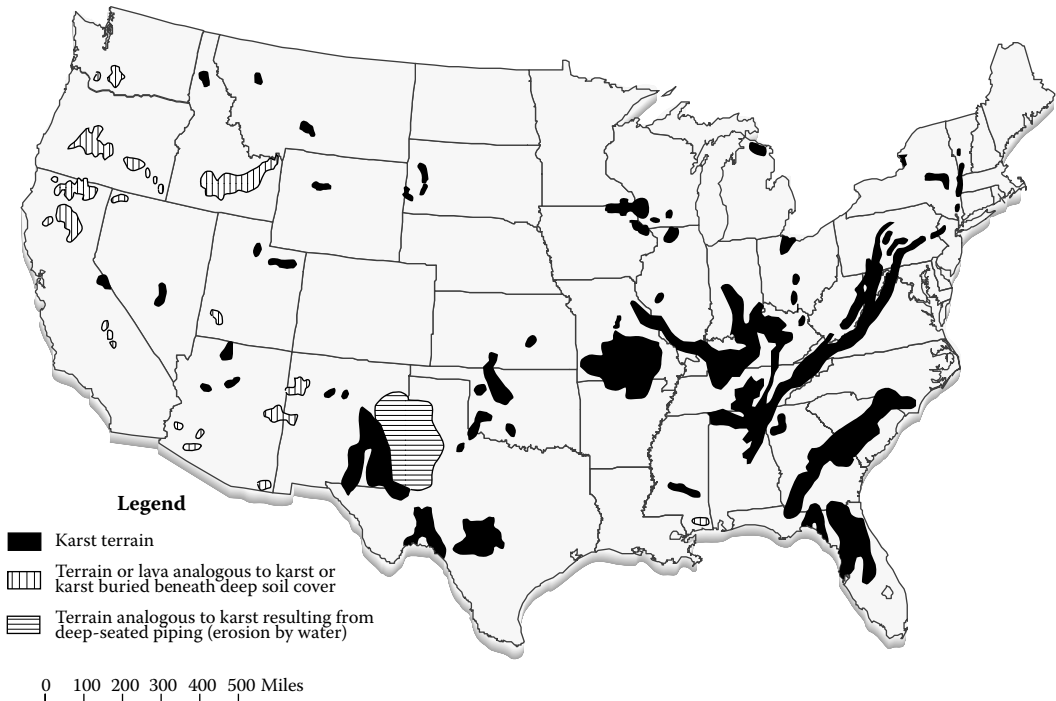 Legend
Karst terrain
Terrain or lava analogous to karst or
karst buried beneath deep soil cover
Terrain analogous to karst resulting from
deep-seated piping (erosion by water)
0 100 200 300 400 500 Miles